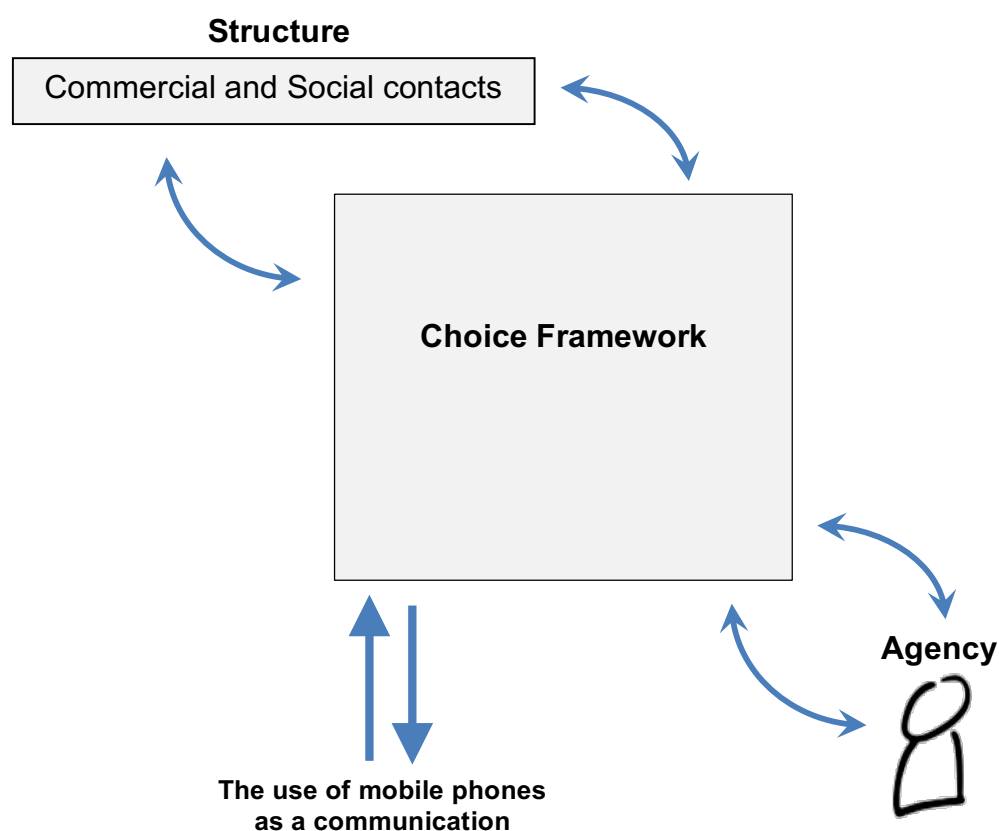 Structure
Commercial and Social contacts
Choice Framework
Agency
The use of mobile phones
as a communication